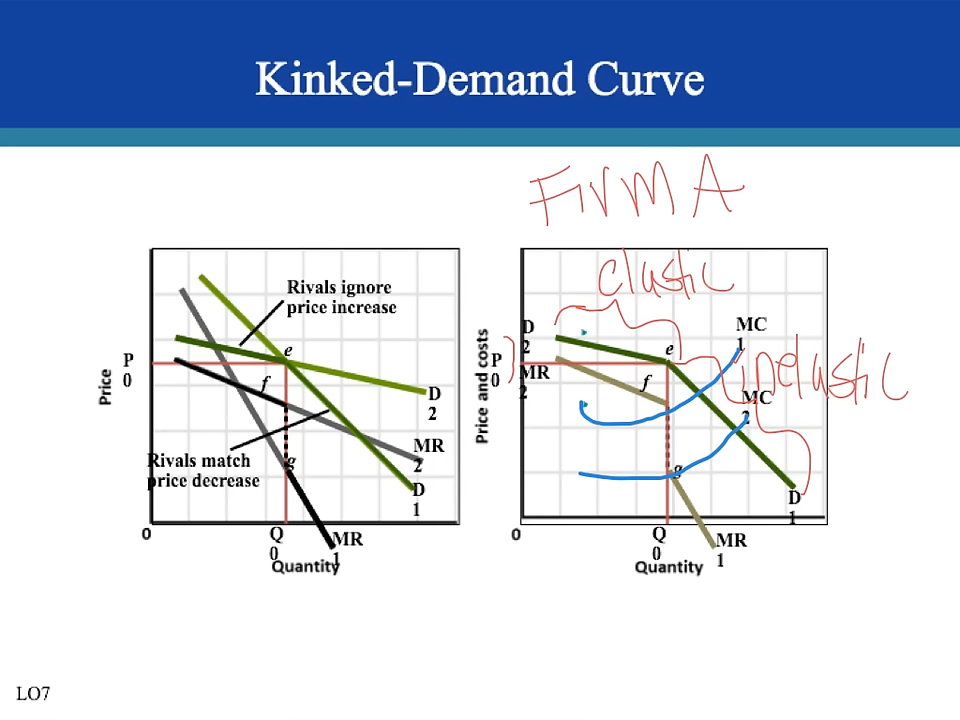 Kinked-Demand Curve
Firm A
Rivals ignore
price increase
e
P
0
f
D
2
MR
2
Rivals match
price decrease
g
D
1
0
Q
0
MR
1
Price
Quantity
elastic
D
2
MC
1
e
P
0
MR
2
f
inelastic
MC
2
g
D
1
0
Q
0
MR
1
Price and costs
Quantity
LO7